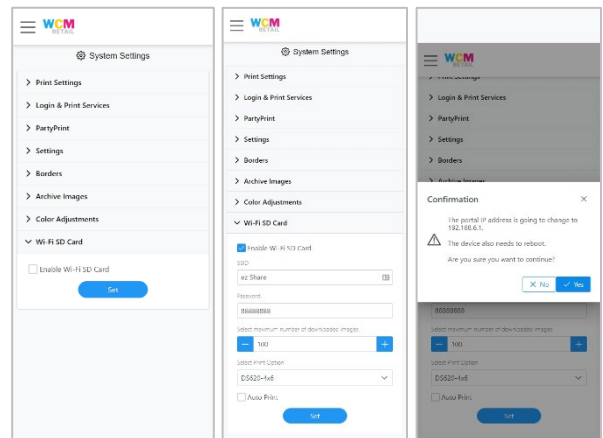 WCM
RETAIL
System Settings
Print Settings
Login & Print Services
PartyPrint
Settings
Borders
Archive Images
Color Adjustments
Wi-Fi SD Card
Enable Wi-Fi SD Card
Set
WCM
RETAIL
System Settings
Print Settings
Login & Print Services
PartyPrint
Settings
Borders
Archive Images
Color Adjustments
Wi-Fi SD Card
Enable Wi-Fi SD Card
SSID
ez Share
Password
88888888
Select maximum number of downloaded images
100
Select Print Option
DS620-4x6
Auto Print
Set
WCM
RETAIL
Print Settings
Login & Print Services
PartyPrint
Settings
Borders
Archive Images
Confirmation
The portal IP address is going to change to
192.168.6.1.
The device also needs to reboot.
Are you sure you want to continue?
No
Yes
88888888
Select maximum number of downloaded images
100
Select Print Option
DS620-4x6
Auto Print
Set